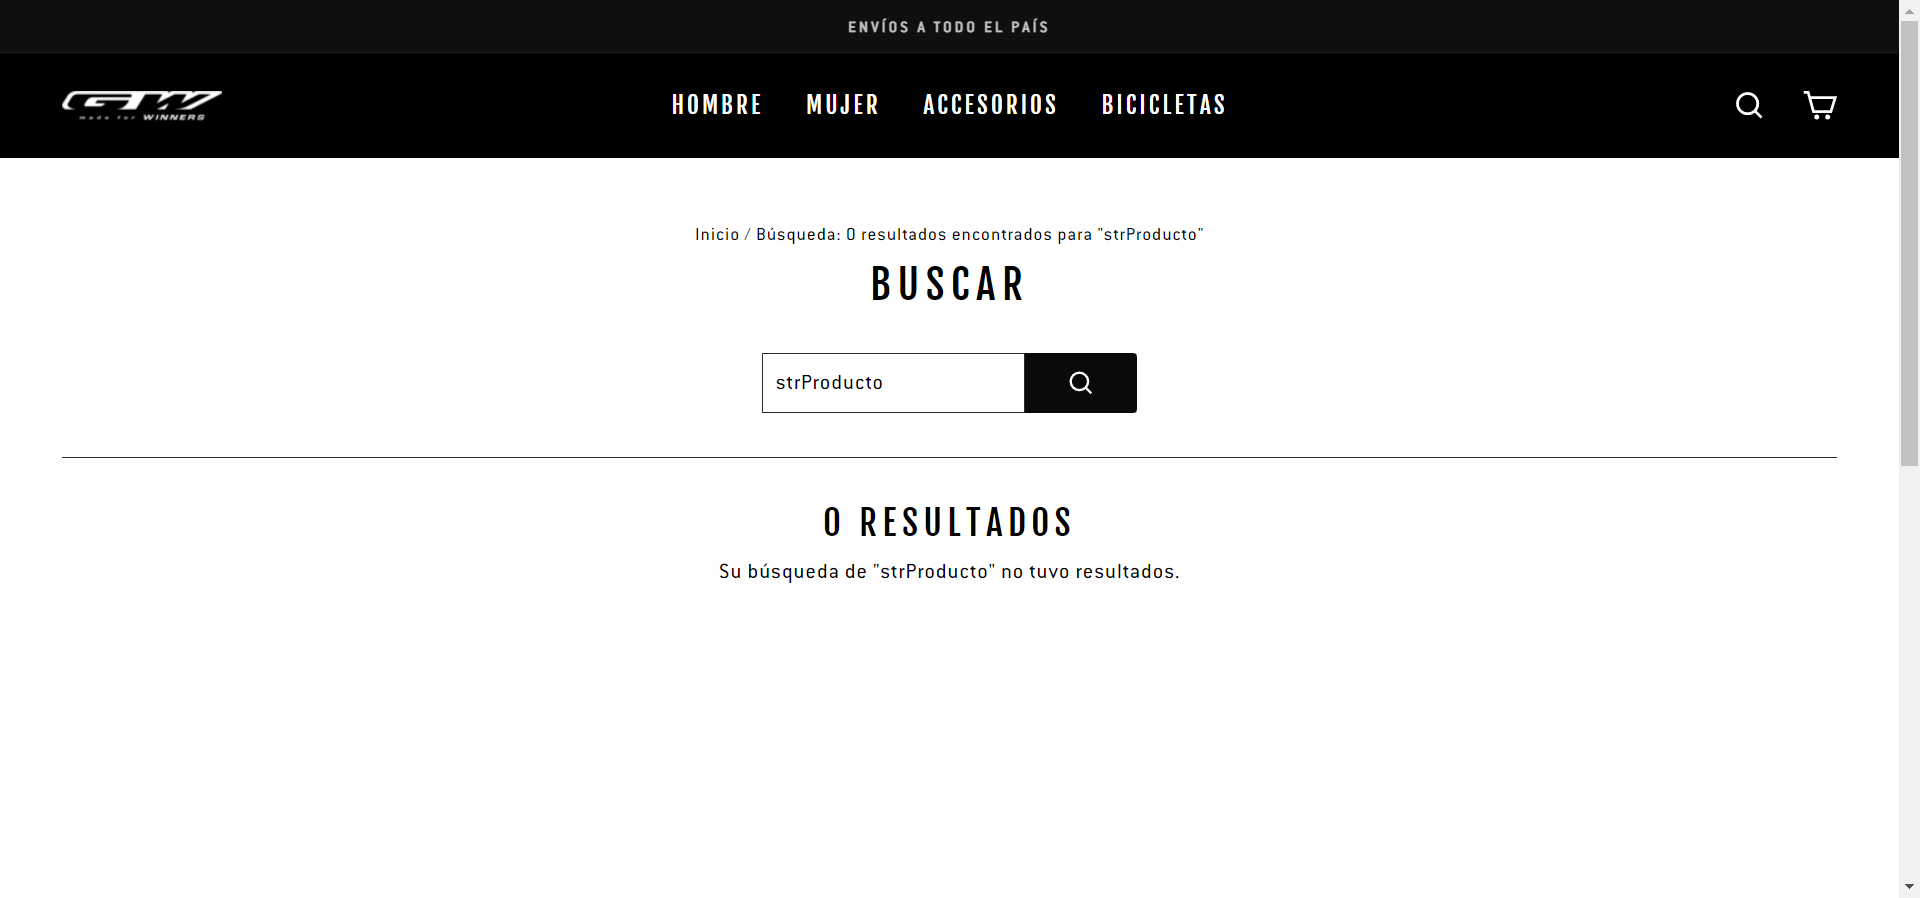 ENVÍOS A TODO EL PAÍS
GW
made for WINNERS
HOMBRE MUJER ACCESORIOS BICICLETAS
Inicio / Búsqueda: 0 resultados encontrados para "strProducto"
BUSCAR
strProducto
0 RESULTADOS
Su búsqueda de "strProducto" no tuvo resultados.